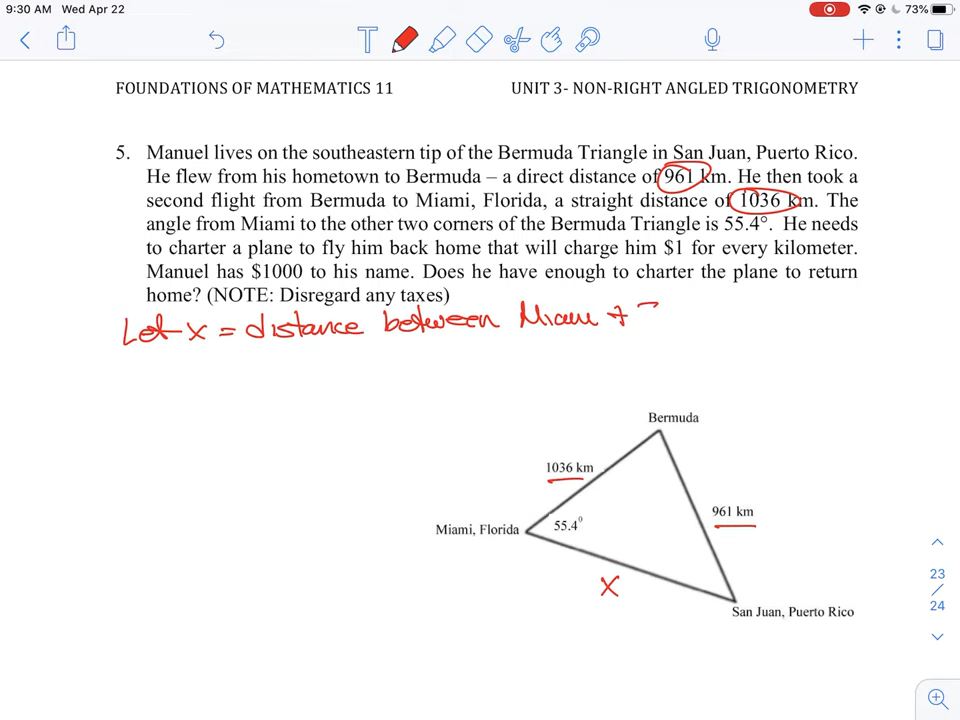 9:30 AM Wed Apr 22
73%
FOUNDATIONS OF MATHEMATICS 11
UNIT 3- NON-RIGHT ANGLED TRIGONOMETRY
5. Manuel lives on the southeastern tip of the Bermuda Triangle in San Juan, Puerto Rico.
He flew from his hometown to Bermuda – a direct distance of 961 km. He then took a
second flight from Bermuda to Miami, Florida, a straight distance of 1036 km. The
angle from Miami to the other two corners of the Bermuda Triangle is 55.4°. He needs
to charter a plane to fly him back home that will charge him $1 for every kilometer.
Manuel has $1000 to his name. Does he have enough to charter the plane to return
home? (NOTE: Disregard any taxes)
Let x = distance between Miami +
Bermuda
1036 km
961 km
Miami, Florida
55.4°
x
San Juan, Puerto Rico
23
/
24